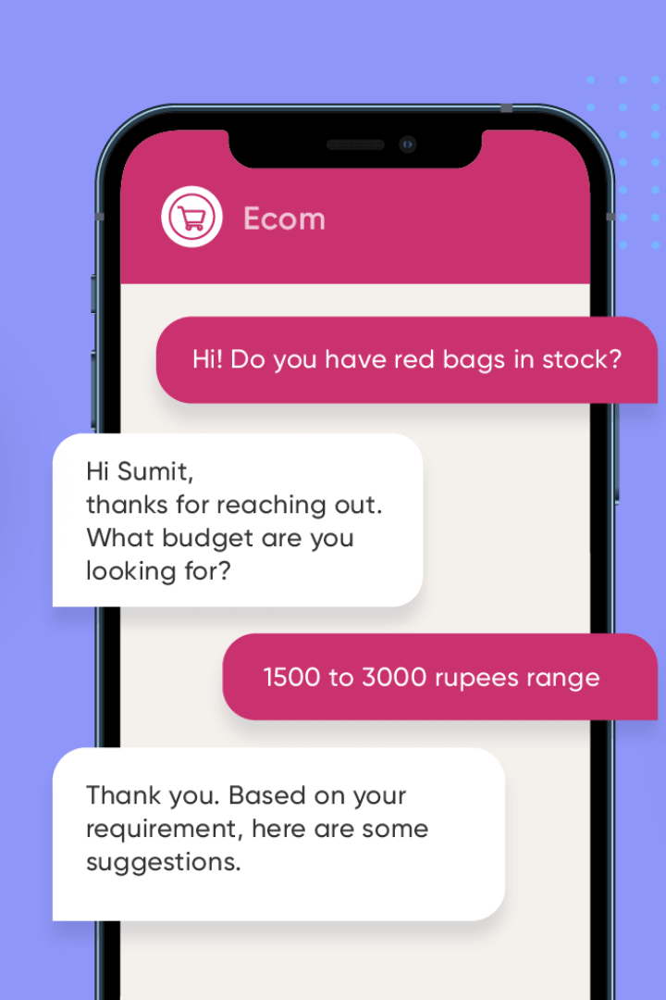 Ecom
Hi! Do you have red bags in stock?
Hi Sumit,
thanks for reaching out.
What budget are you
looking for?
1500 to 3000 rupees range
Thank you. Based on your
requirement, here are some
suggestions.